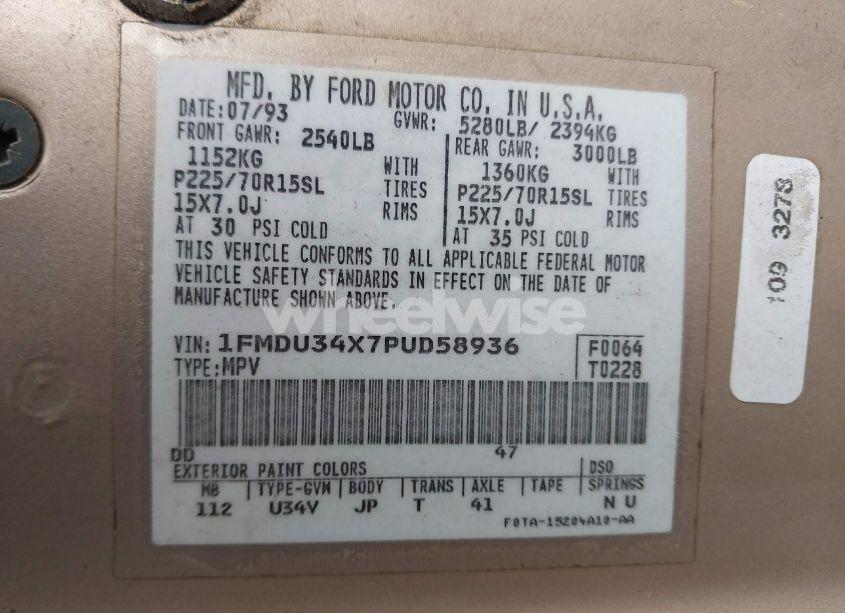 MFD. BY FORD MOTOR CO. IN U.S.A.
DATE: 07/93 GVWR: 5280LB/ 2394KG
FRONT GAWR: 2540LB REAR GAWR: 3000LB
1152KG WITH 1360KG WITH
P225/70R15SL TIRES P225/70R15SL TIRES
15X7.0J RIMS 15X7.0J RIMS
AT 30 PSI COLD AT 35 PSI COLD
THIS VEHICLE CONFORMS TO ALL APPLICABLE FEDERAL MOTOR
VEHICLE SAFETY STANDARDS IN EFFECT ON THE DATE OF
MANUFACTURE SHOWN ABOVE.
wheelwise
VIN: 1FMDU34X7PUD58936 F0064
TYPE: MPV T0228
DD 47
EXTERIOR PAINT COLORS DSO
MB TYPE-GVM BODY TRANS AXLE TAPE SPRINGS
112 U34V JP T 41 N U
F0TA-15204A10-AA
109 3278